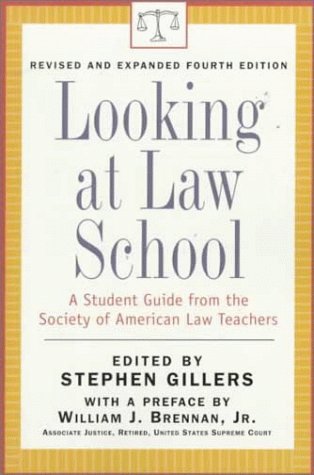 REVISED AND EXPANDED FOURTH EDITION
Looking
at Law
School
A Student Guide from the
Society of American Law Teachers
EDITED BY
STEPHEN GILLERS
WITH A PREFACE BY
WILLIAM J. BRENNAN, JR.
ASSOCIATE JUSTICE, RETIRED, UNITED STATES SUPREME COURT